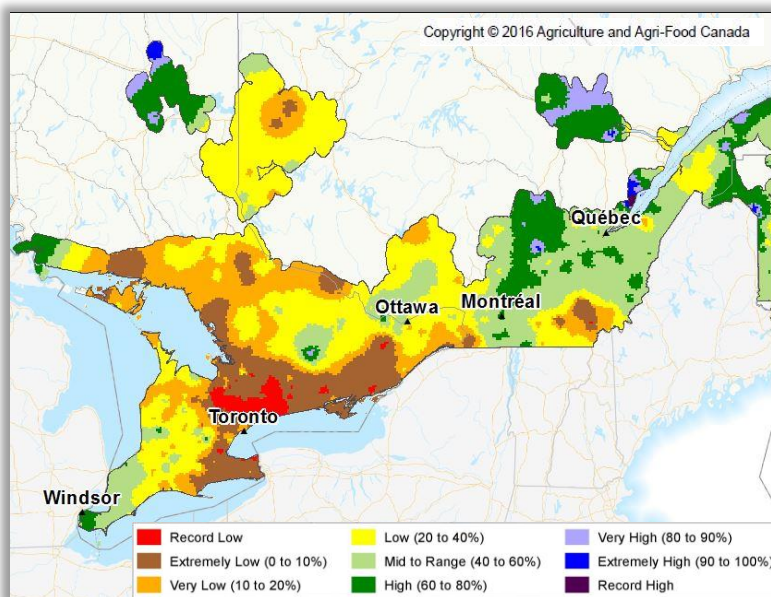 Copyright © 2016 Agriculture and Agri-Food Canada
Québec
Ottawa
Montréal
Toronto
Windsor
Record Low
Extremely Low (0 to 10%)
Very Low (10 to 20%)
Low (20 to 40%)
Mid to Range (40 to 60%)
High (60 to 80%)
Very High (80 to 90%)
Extremely High (90 to 100%)
Record High